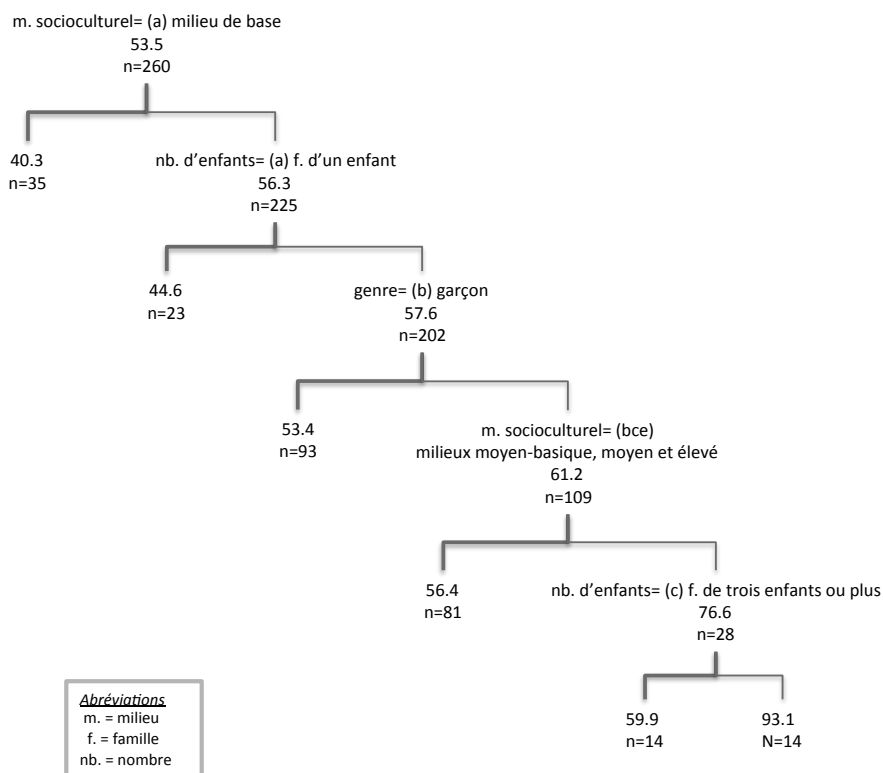 m. socioculturel= (a) milieu de base
53.5
n=260
40.3
n=35
nb. d’enfants= (a) f. d’un enfant
56.3
n=225
44.6
n=23
genre= (b) garçon
57.6
n=202
53.4
n=93
m. socioculturel= (bce)
milieux moyen-basique, moyen et élevé
61.2
n=109
56.4
n=81
nb. d’enfants= (c) f. de trois enfants ou plus
76.6
n=28
59.9
n=14
93.1
N=14
Abréviations
m. = milieu
f. = famille
nb. = nombre